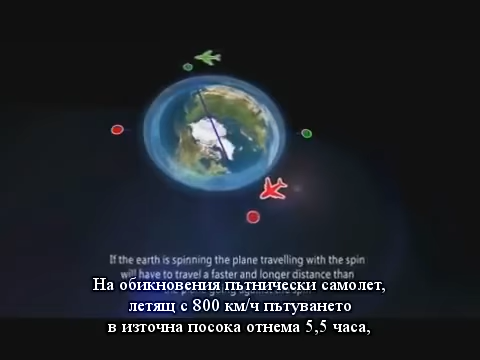 If the earth is spinning the plane travelling with the spin
will have to travel a faster and longer distance than
На обикновения пътнически самолет,
летящ с 800 км/ч пътуването
в източна посока отнема 5,5 часа,